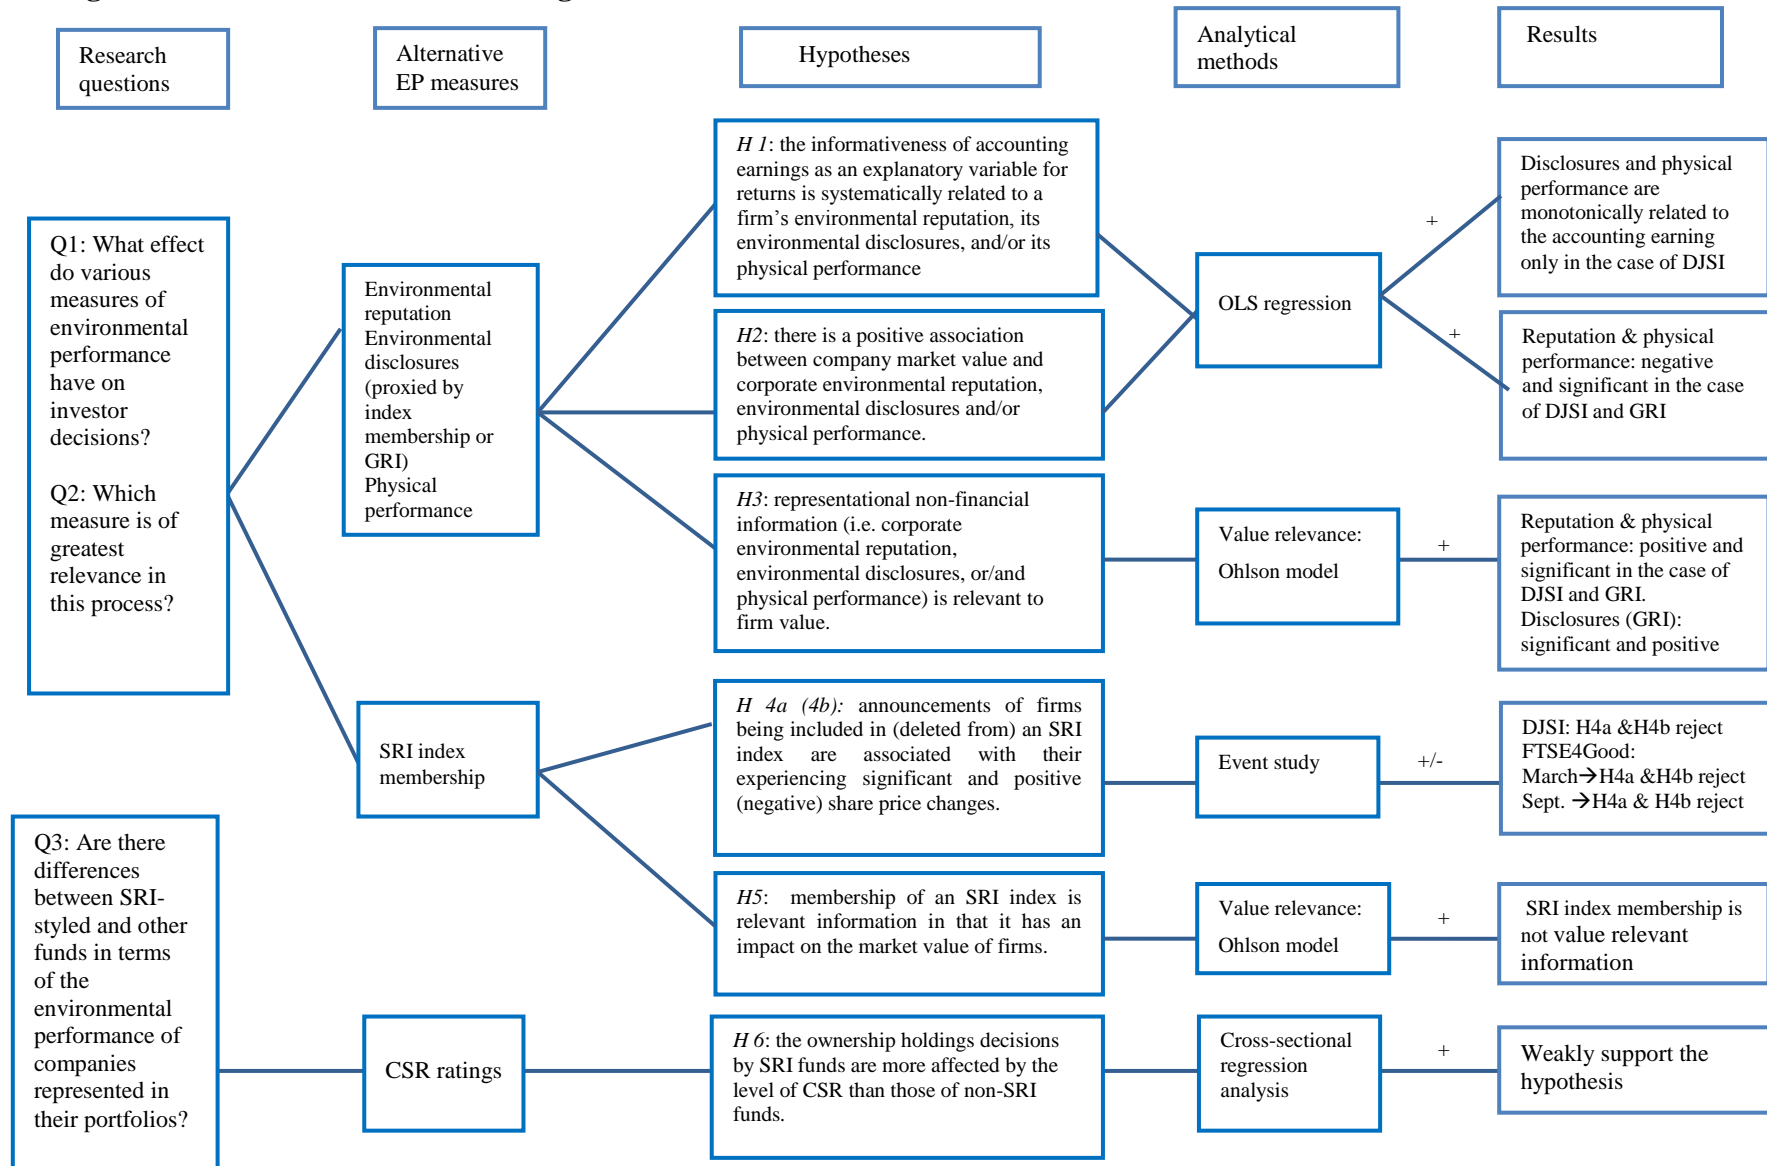 Research
questions
Alternative
EP measures
Hypotheses
Analytical
methods
Results
Q1: What effect
do various
measures of
environmental
performance
have on
investor
decisions?
Q2: Which
measure is of
greatest
relevance in
this process?
Q3: Are there
differences
between SRI-
styled and other
funds in terms
of the
environmental
performance of
companies
represented in
their portfolios?
Environmental
reputation
Environmental
disclosures
(proxied by
index
membership or
GRI)
Physical
performance
SRI index
membership
CSR ratings
H 1: the informativeness of accounting
earnings as an explanatory variable for
returns is systematically related to a
firm’s environmental reputation, its
environmental disclosures, and/or its
physical performance
H2: there is a positive association
between company market value and
corporate environmental reputation,
environmental disclosures and/or
physical performance.
H3: representational non-financial
information (i.e. corporate
environmental reputation,
environmental disclosures, or/and
physical performance) is relevant to
firm value.
H 4a (4b): announcements of firms
being included in (deleted from) an SRI
index are associated with their
experiencing significant and positive
(negative) share price changes.
H5: membership of an SRI index is
relevant information in that it has an
impact on the market value of firms.
H 6: the ownership holdings decisions
by SRI funds are more affected by the
level of CSR than those of non-SRI
funds.
OLS regression
Value relevance:
Ohlson model
Event study
Value relevance:
Ohlson model
Cross-sectional
regression
analysis
+
+
+
+/-
+
+
Disclosures and physical
performance are
monotonically related to
the accounting earning
only in the case of DJSI
Reputation & physical
performance: negative
and significant in the case
of DJSI and GRI
Reputation & physical
performance: positive and
significant in the case of
DJSI and GRI.
Disclosures (GRI):
significant and positive
DJSI: H4a &H4b reject
FTSE4Good:
March→H4a &H4b reject
Sept. →H4a & H4b reject
SRI index membership is
not value relevant
information
Weakly support the
hypothesis